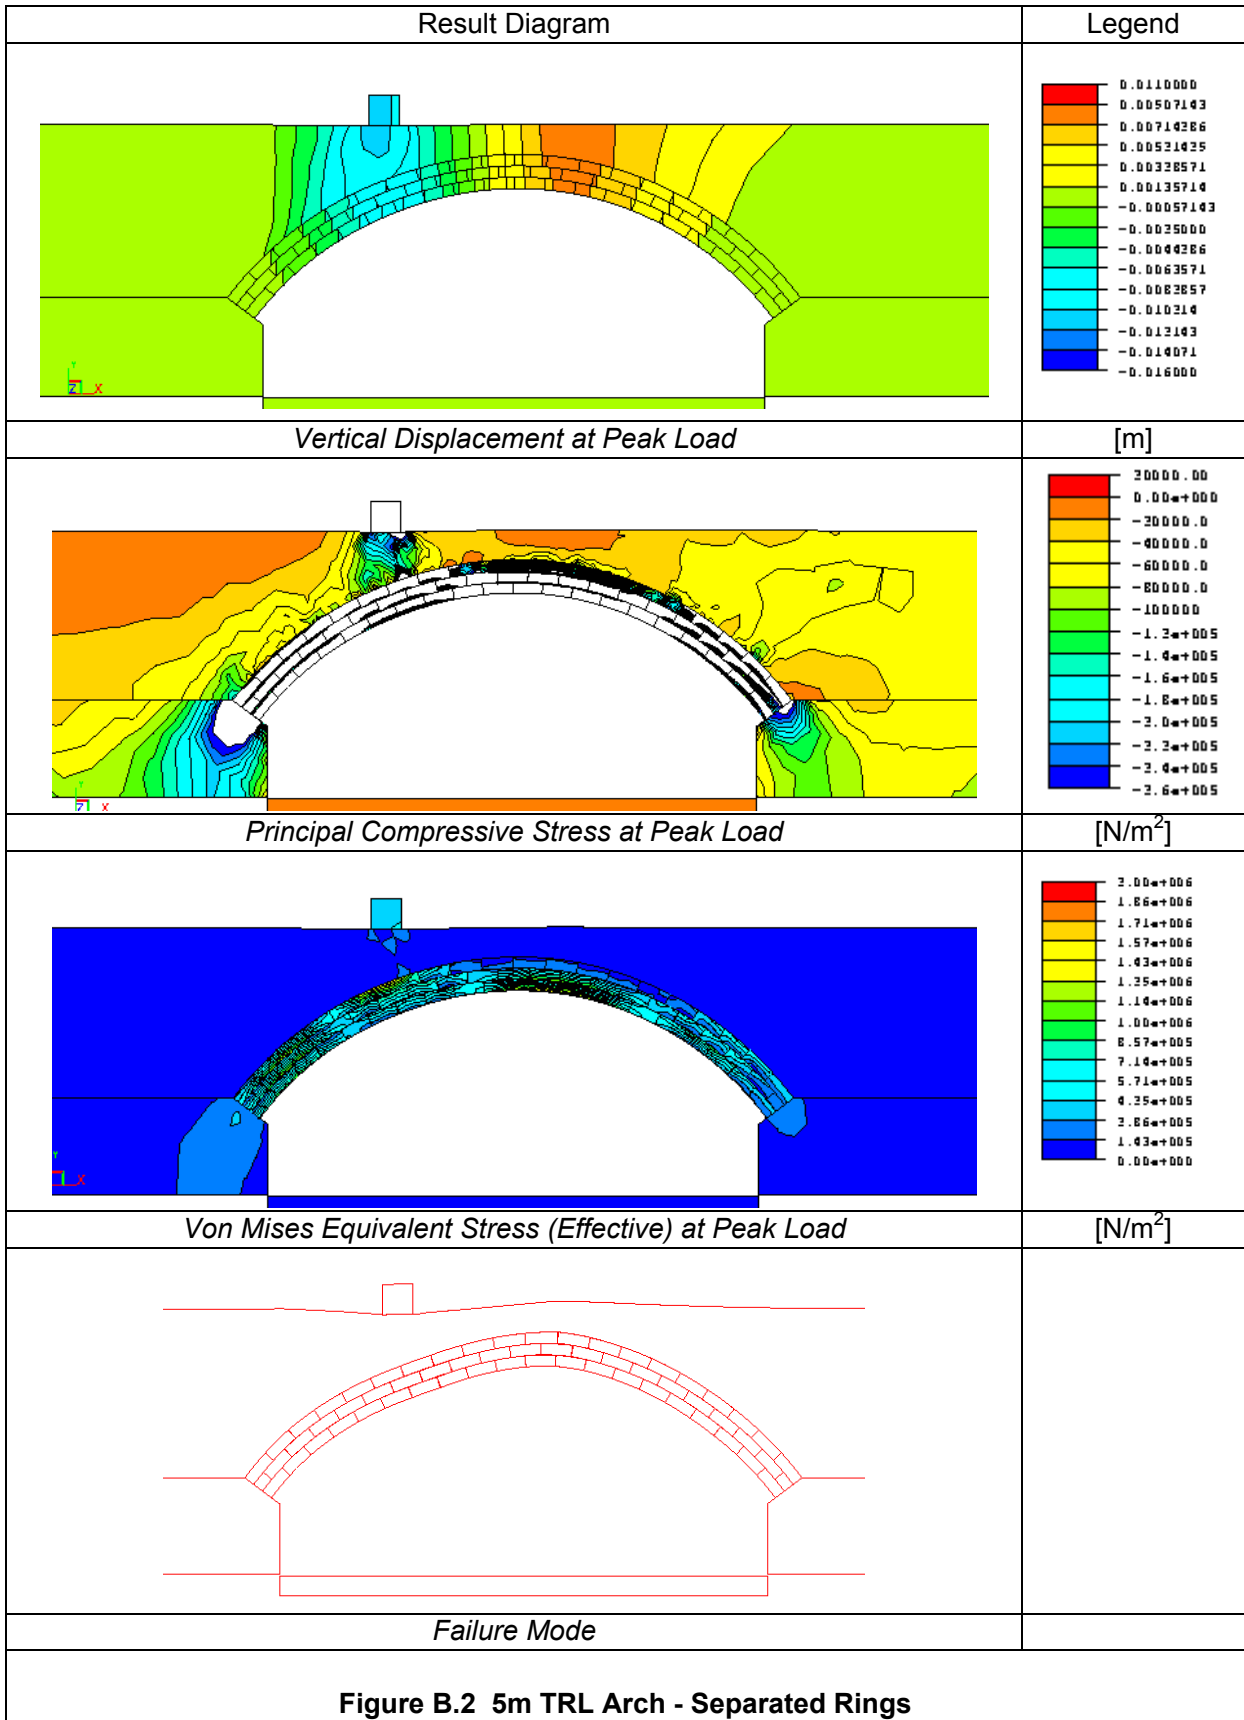 Result Diagram
Legend
0.0110000
0.00507143
0.00714286
0.00521425
0.00328571
0.00135714
-0.00057143
-0.0025000
-0.0044286
-0.0063571
-0.0082857
-0.010214
-0.012143
-0.014071
-0.016000
Y
Z X
Vertical Displacement at Peak Load
[m]
20000.00
0.00e+000
-20000.0
-40000.0
-60000.0
-80000.0
-100000
-1.2e+005
-1.4e+005
-1.6e+005
-1.8e+005
-2.0e+005
-2.2e+005
-2.4e+005
-2.6e+005
Y
Z X
Principal Compressive Stress at Peak Load
[N/m²]
2.00e+006
1.86e+006
1.71e+006
1.57e+006
1.43e+006
1.25e+006
1.14e+006
1.00e+006
8.57e+005
7.14e+005
5.71e+005
4.25e+005
2.86e+005
1.43e+005
0.00e+000
Y
X
Von Mises Equivalent Stress (Effective) at Peak Load
[N/m²]
Failure Mode
Figure B.2 5m TRL Arch - Separated Rings